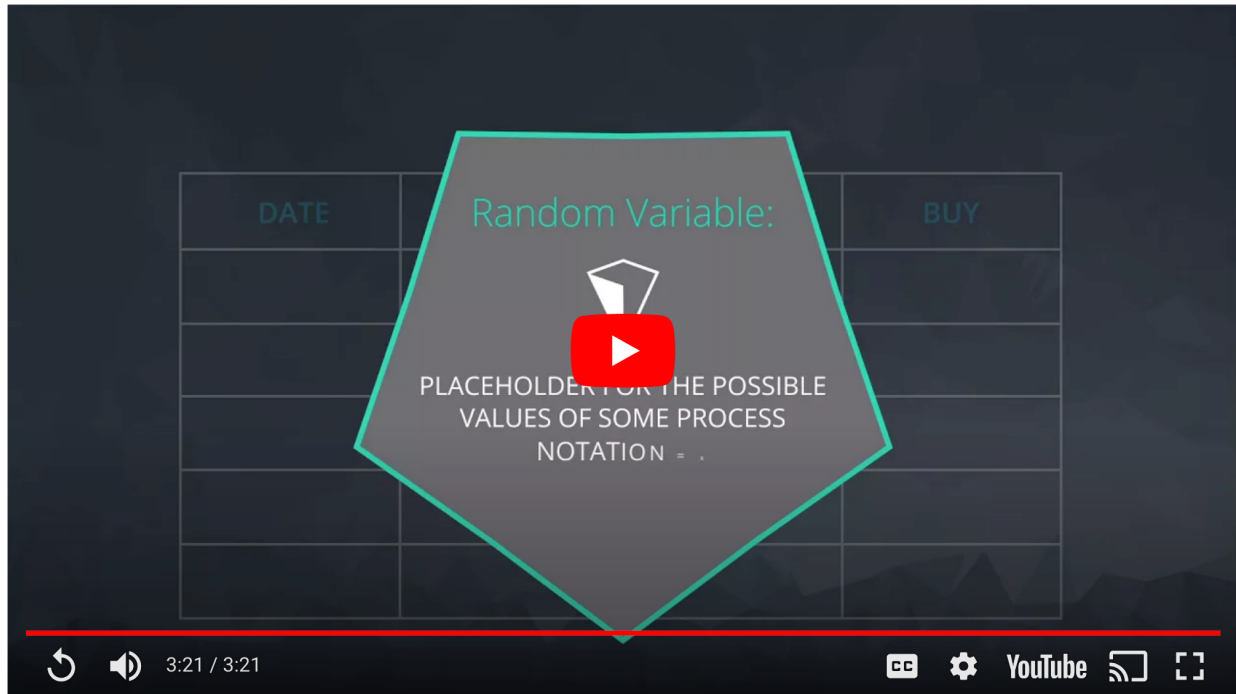 DATE
BUY
Random Variable:
PLACEHOLDER FOR THE POSSIBLE
VALUES OF SOME PROCESS
NOTATION =
3:21 / 3:21
CC
YouTube